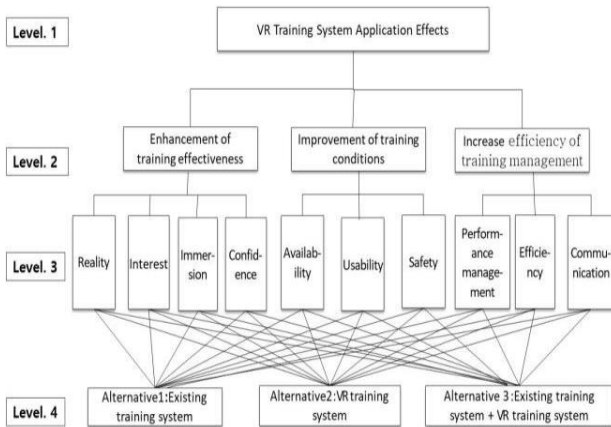 Level. 1
VR Training System Application Effects
Level. 2
Enhancement of
training effectiveness
Improvement of training
conditions
Increase efficiency of
training management
Level. 3
Reality
Interest
Immer-
sion
Confid-
ence
Availab-
ility
Usability
Safety
Perform-
ance
manage-
ment
Efficie-
ncy
Commu-
nication
Level. 4
Alternative1:Existing
training system
Alternative2:VR training
system
Alternative 3 :Existing training
system + VR training system